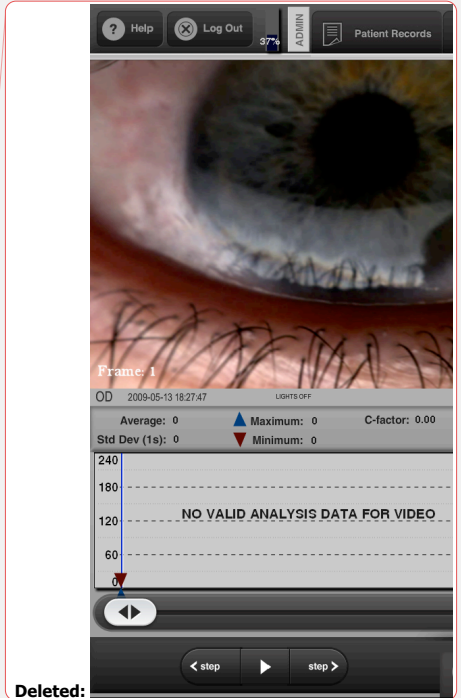 Help
Log Out
37%
ADMIN
Patient Records
Frame: 1
OD 2009-05-13 18:27:47 LIGHTS OFF
Average: 0 Maximum: 0 C-factor: 0.00
Std Dev (1s): 0 Minimum: 0
240
180
NO VALID ANALYSIS DATA FOR VIDEO
120
60
0
< step step >
Deleted: